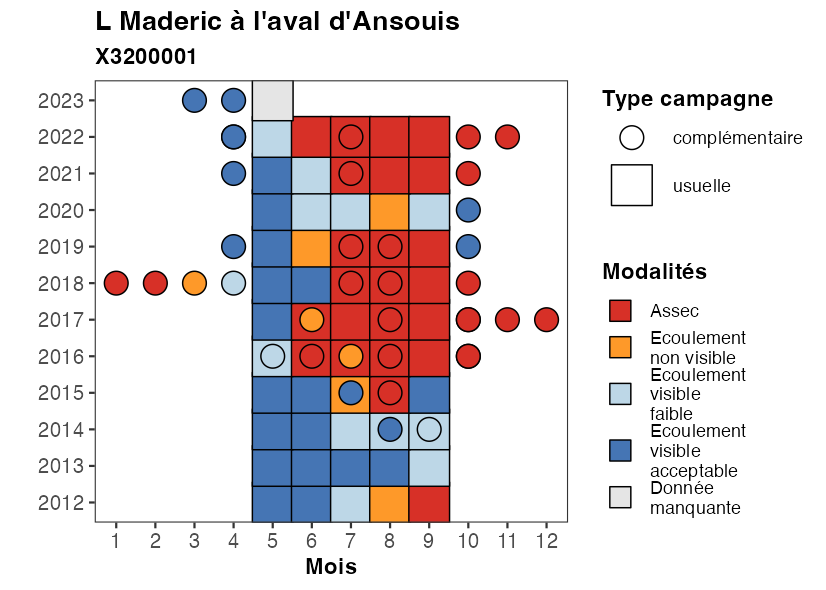 L Maderic à l'aval d'Ansouis
X3200001
2023
2022
2021
2020
2019
2018
2017
2016
2015
2014
2013
2012
1 2 3 4 5 6 7 8 9 10 11 12
Mois
Type campagne
complémentaire
usuelle
Modalités
Assec
Ecoulement
non visible
Ecoulement
visible
faible
Ecoulement
visible
acceptable
Donnée
manquante